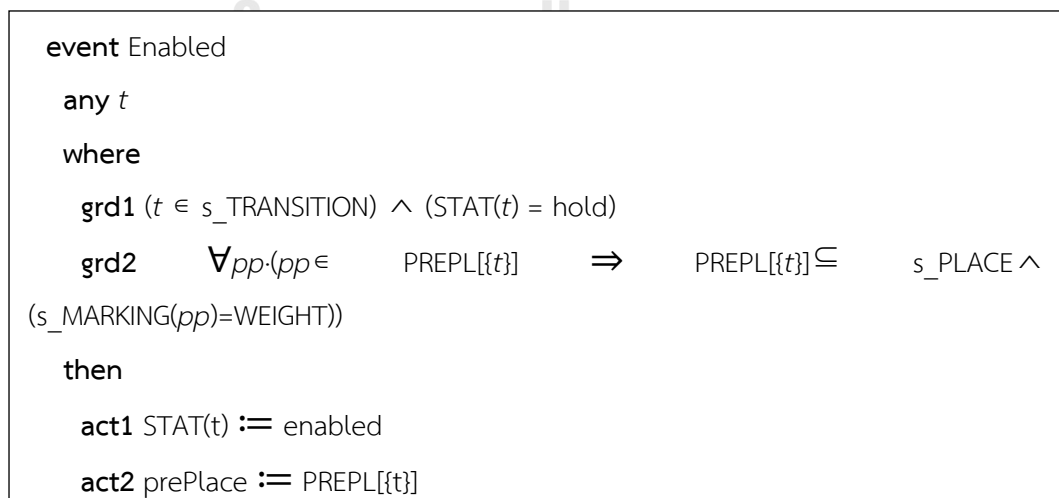 event Enabled
any t
where
grd1 (t ∈ s_TRANSITION) ∧ (STAT(t) = hold)
grd2 ∀pp·(pp∈ PREPL[{t}] ⇒ PREPL[{t}]⊆ s_PLACE∧
(s_MARKING(pp)=WEIGHT))
then
act1 STAT(t) ≔ enabled
act2 prePlace ≔ PREPL[{t}]